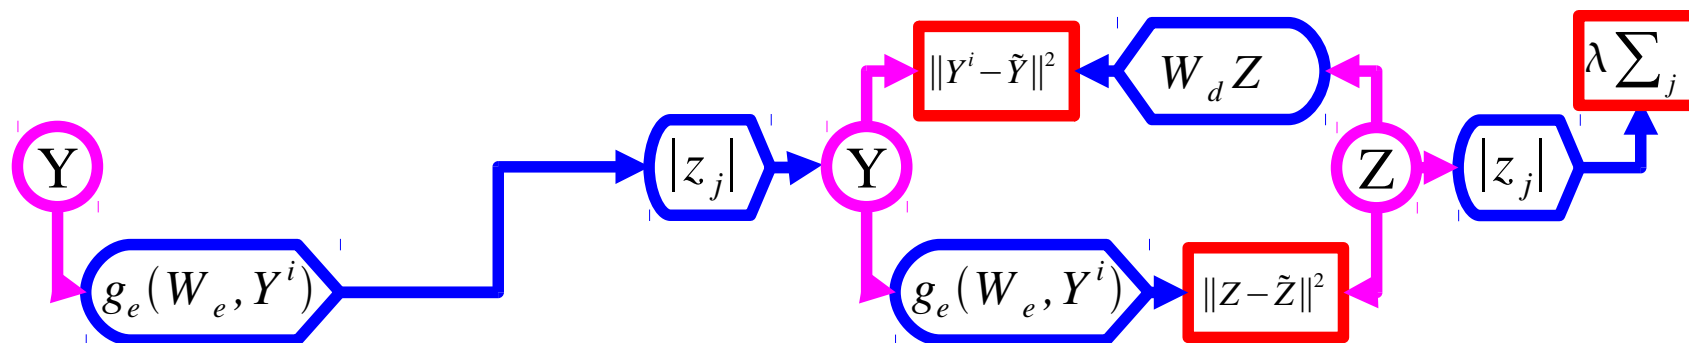 Y
g_e(W_e, Y^i)
|z_j|
Y
‖Y^i − Ỹ‖²
W_d Z
g_e(W_e, Y^i)
‖Z − Z̃‖²
Z
|z_j|
λ∑_j